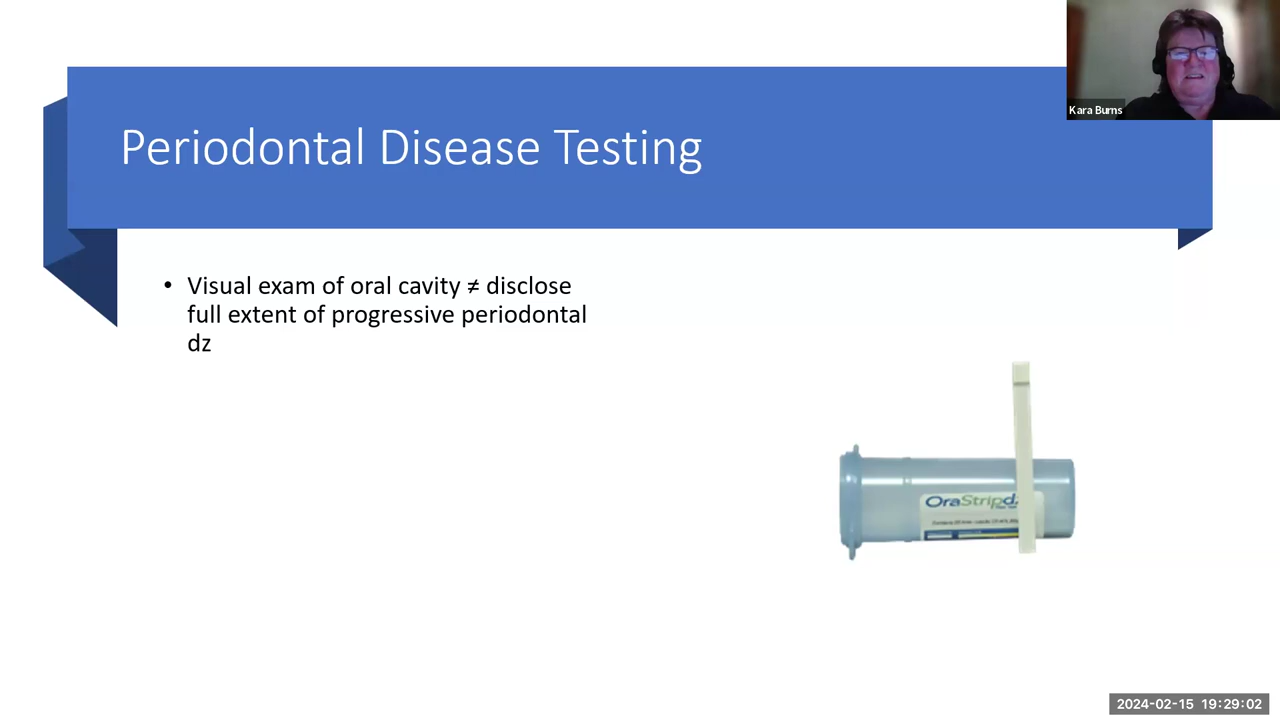 Kara Burns
Periodontal Disease Testing
• Visual exam of oral cavity ≠ disclose
full extent of progressive periodontal
dz
OraStripdx
2024-02-15 19:29:02